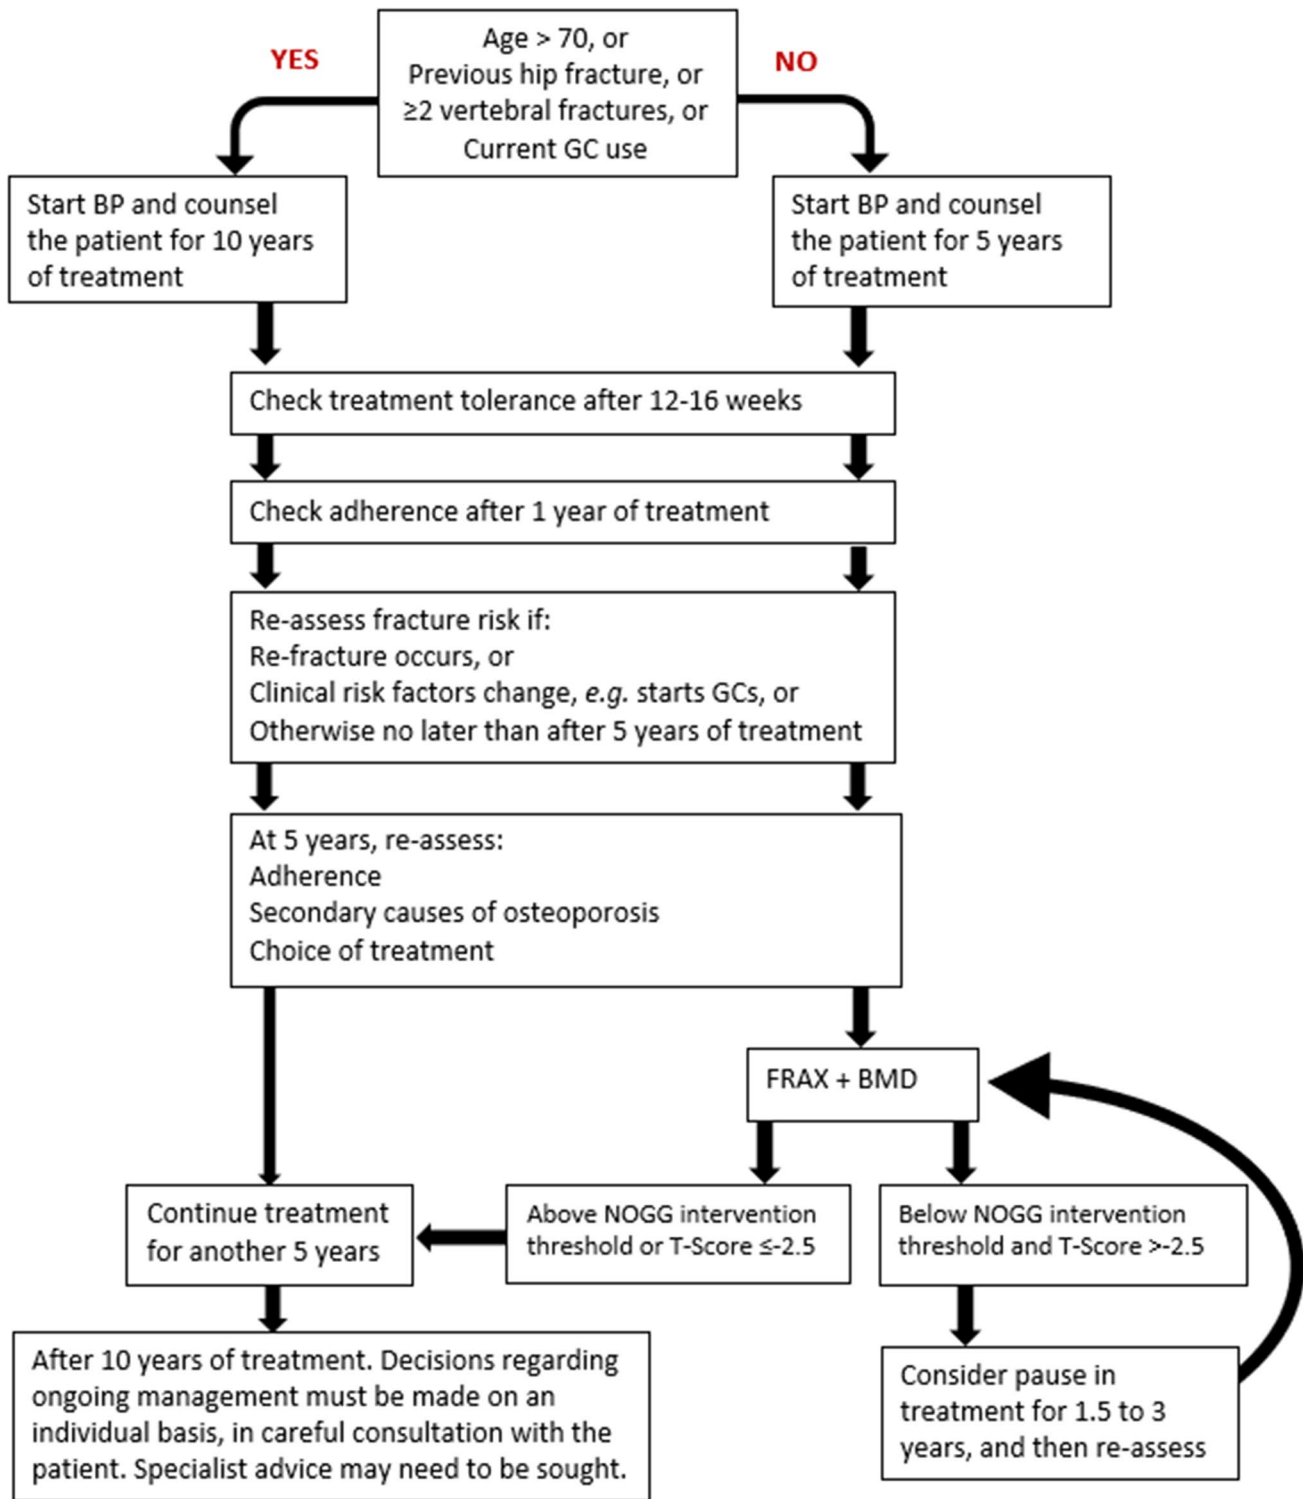 Age > 70, or
Previous hip fracture, or
≥2 vertebral fractures, or
Current GC use
YES
NO
Start BP and counsel
the patient for 10 years
of treatment
Start BP and counsel
the patient for 5 years
of treatment
Check treatment tolerance after 12-16 weeks
Check adherence after 1 year of treatment
Re-assess fracture risk if:
Re-fracture occurs, or
Clinical risk factors change, e.g. starts GCs, or
Otherwise no later than after 5 years of treatment
At 5 years, re-assess:
Adherence
Secondary causes of osteoporosis
Choice of treatment
FRAX + BMD
Continue treatment
for another 5 years
Above NOGG intervention
threshold or T-Score ≤-2.5
Below NOGG intervention
threshold and T-Score >-2.5
After 10 years of treatment. Decisions regarding
ongoing management must be made on an
individual basis, in careful consultation with the
patient. Specialist advice may need to be sought.
Consider pause in
treatment for 1.5 to 3
years, and then re-assess